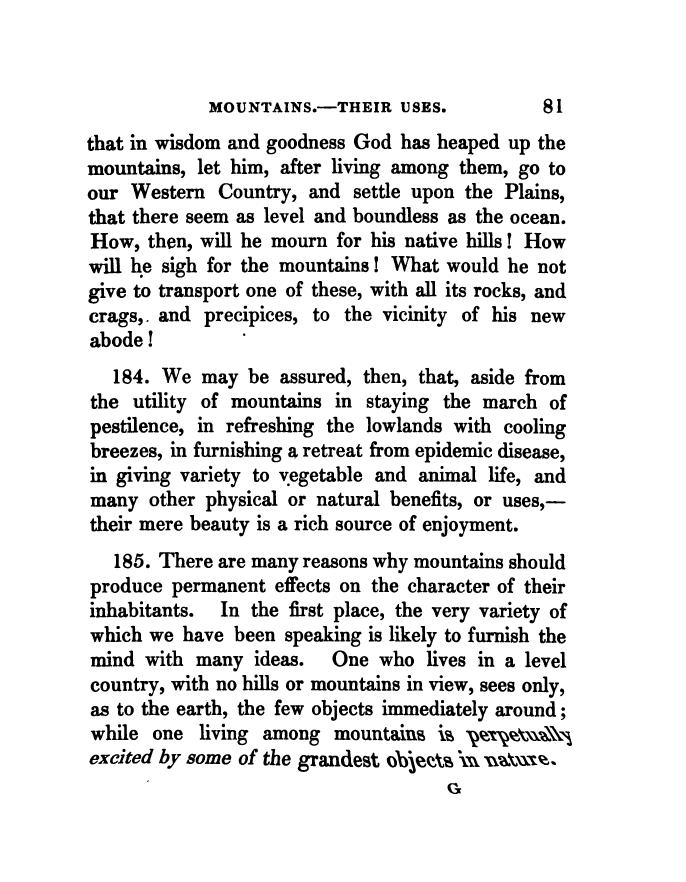 MOUNTAINS.—THEIR USES. 81
that in wisdom and goodness God has heaped up the
mountains, let him, after living among them, go to
our Western Country, and settle upon the Plains,
that there seem as level and boundless as the ocean.
How, then, will he mourn for his native hills! How
will he sigh for the mountains! What would he not
give to transport one of these, with all its rocks, and
crags, and precipices, to the vicinity of his new
abode!
184. We may be assured, then, that, aside from
the utility of mountains in staying the march of
pestilence, in refreshing the lowlands with cooling
breezes, in furnishing a retreat from epidemic disease,
in giving variety to vegetable and animal life, and
many other physical or natural benefits, or uses,—
their mere beauty is a rich source of enjoyment.
185. There are many reasons why mountains should
produce permanent effects on the character of their
inhabitants. In the first place, the very variety of
which we have been speaking is likely to furnish the
mind with many ideas. One who lives in a level
country, with no hills or mountains in view, sees only,
as to the earth, the few objects immediately around;
while one living among mountains is perpetually
excited by some of the grandest objects in nature.
G